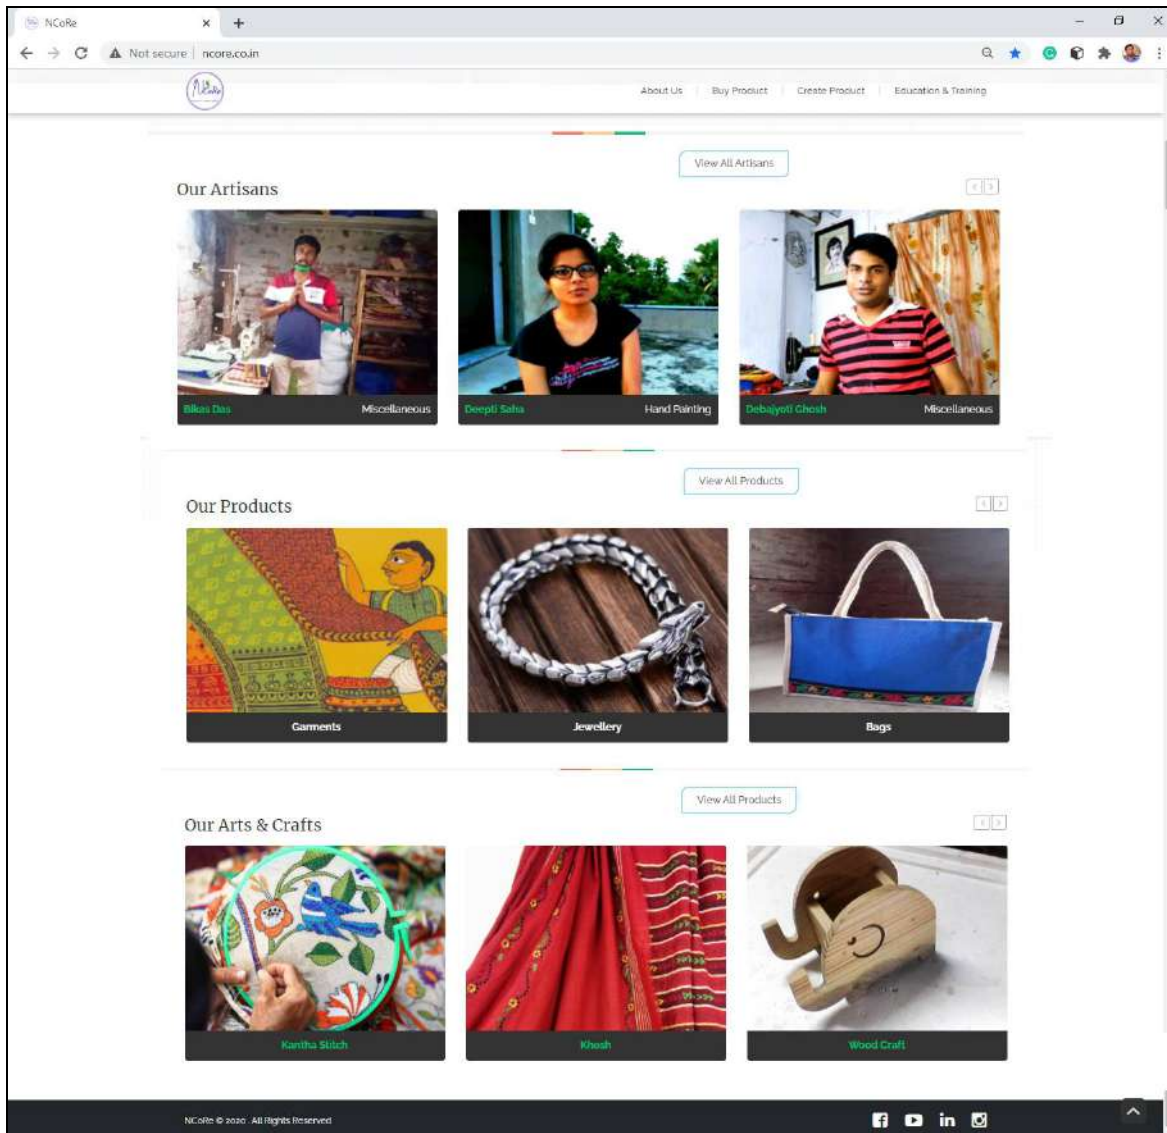 NCoRe
Not secure | ncore.co.in
NCoRe
About Us | Buy Product | Create Product | Education & Training
View All Artisans
Our Artisans
Bikas Das Miscellaneous
Deepti Saha Hand Painting
Debajyoti Ghosh Miscellaneous
View All Products
Our Products
Garments
Jewellery
Bags
View All Products
Our Arts & Crafts
Kantha Stitch
Khosh
Wood Craft
NCoRe © 2020 . All Rights Reserved